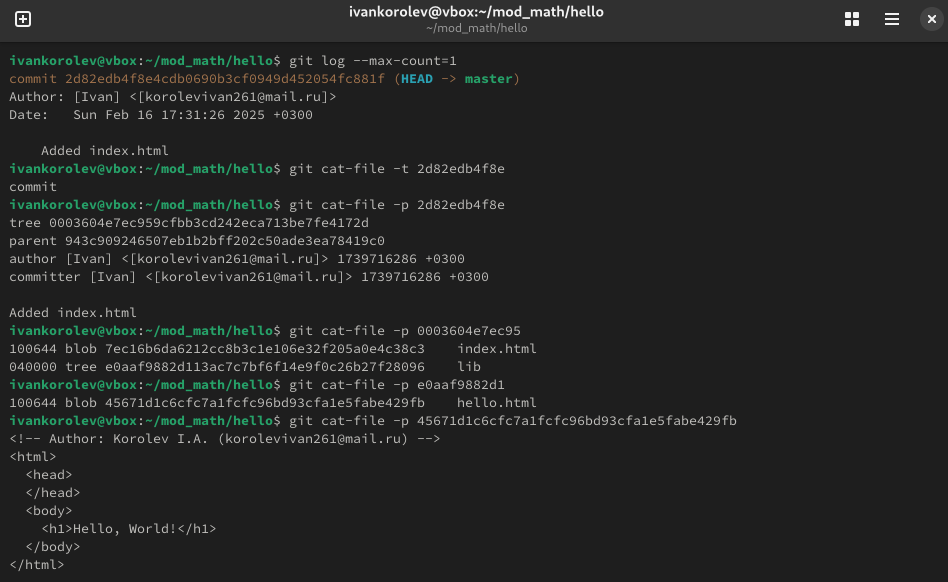 ivankorolev@vbox:~/mod_math/hello
~/mod_math/hello
ivankorolev@vbox:~/mod_math/hello$ git log --max-count=1
commit 2d82edb4f8e4cdb0690b3cf0949d452054fc881f (HEAD -> master)
Author: [Ivan] <[korolevivan261@mail.ru]>
Date:   Sun Feb 16 17:31:26 2025 +0300

    Added index.html
ivankorolev@vbox:~/mod_math/hello$ git cat-file -t 2d82edb4f8e
commit
ivankorolev@vbox:~/mod_math/hello$ git cat-file -p 2d82edb4f8e
tree 0003604e7ec959cfbb3cd242eca713be7fe4172d
parent 943c909246507eb1b2bff202c50ade3ea78419c0
author [Ivan] <[korolevivan261@mail.ru]> 1739716286 +0300
committer [Ivan] <[korolevivan261@mail.ru]> 1739716286 +0300

Added index.html
ivankorolev@vbox:~/mod_math/hello$ git cat-file -p 0003604e7ec95
100644 blob 7ec16b6da6212cc8b3c1e106e32f205a0e4c38c3    index.html
040000 tree e0aaf9882d113ac7c7bf6f14e9f0c26b27f28096    lib
ivankorolev@vbox:~/mod_math/hello$ git cat-file -p e0aaf9882d1
100644 blob 45671d1c6cfc7a1fcfc96bd93cfa1e5fabe429fb    hello.html
ivankorolev@vbox:~/mod_math/hello$ git cat-file -p 45671d1c6cfc7a1fcfc96bd93cfa1e5fabe429fb
<!-- Author: Korolev I.A. (korolevivan261@mail.ru) -->
<html>
  <head>
  </head>
  <body>
    <h1>Hello, World!</h1>
  </body>
</html>